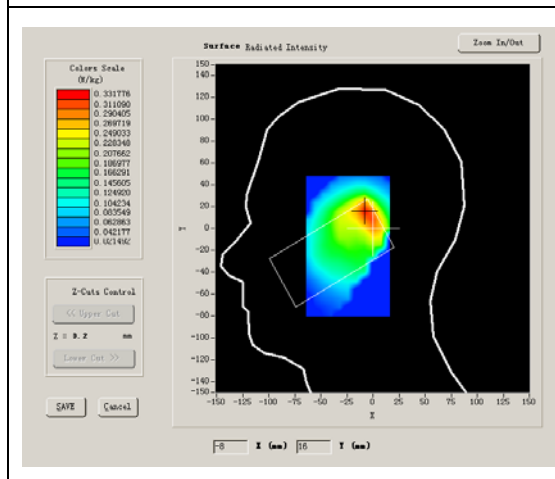 Surface Radiated Intensity
Zoom In/Out
Colors Scale
(W/kg)
0.331776
0.311090
0.290405
0.269719
0.249033
0.228348
0.207662
0.186977
0.166291
0.145605
0.124920
0.104234
0.083549
0.062863
0.042177
0.021492
150
140
120
100
80
60
40
20
0
-20
-40
-60
-80
-100
-120
-140
-150
Y
-150 -125 -100 -75 -50 -25 0 25 50 75 100 125 150
X
Z-Cuts Control
<< Upper Cut
Z = 0.2 mm
Lower Cut >>
SAVE
Cancel
-8 X (mm) 16 Y (mm)